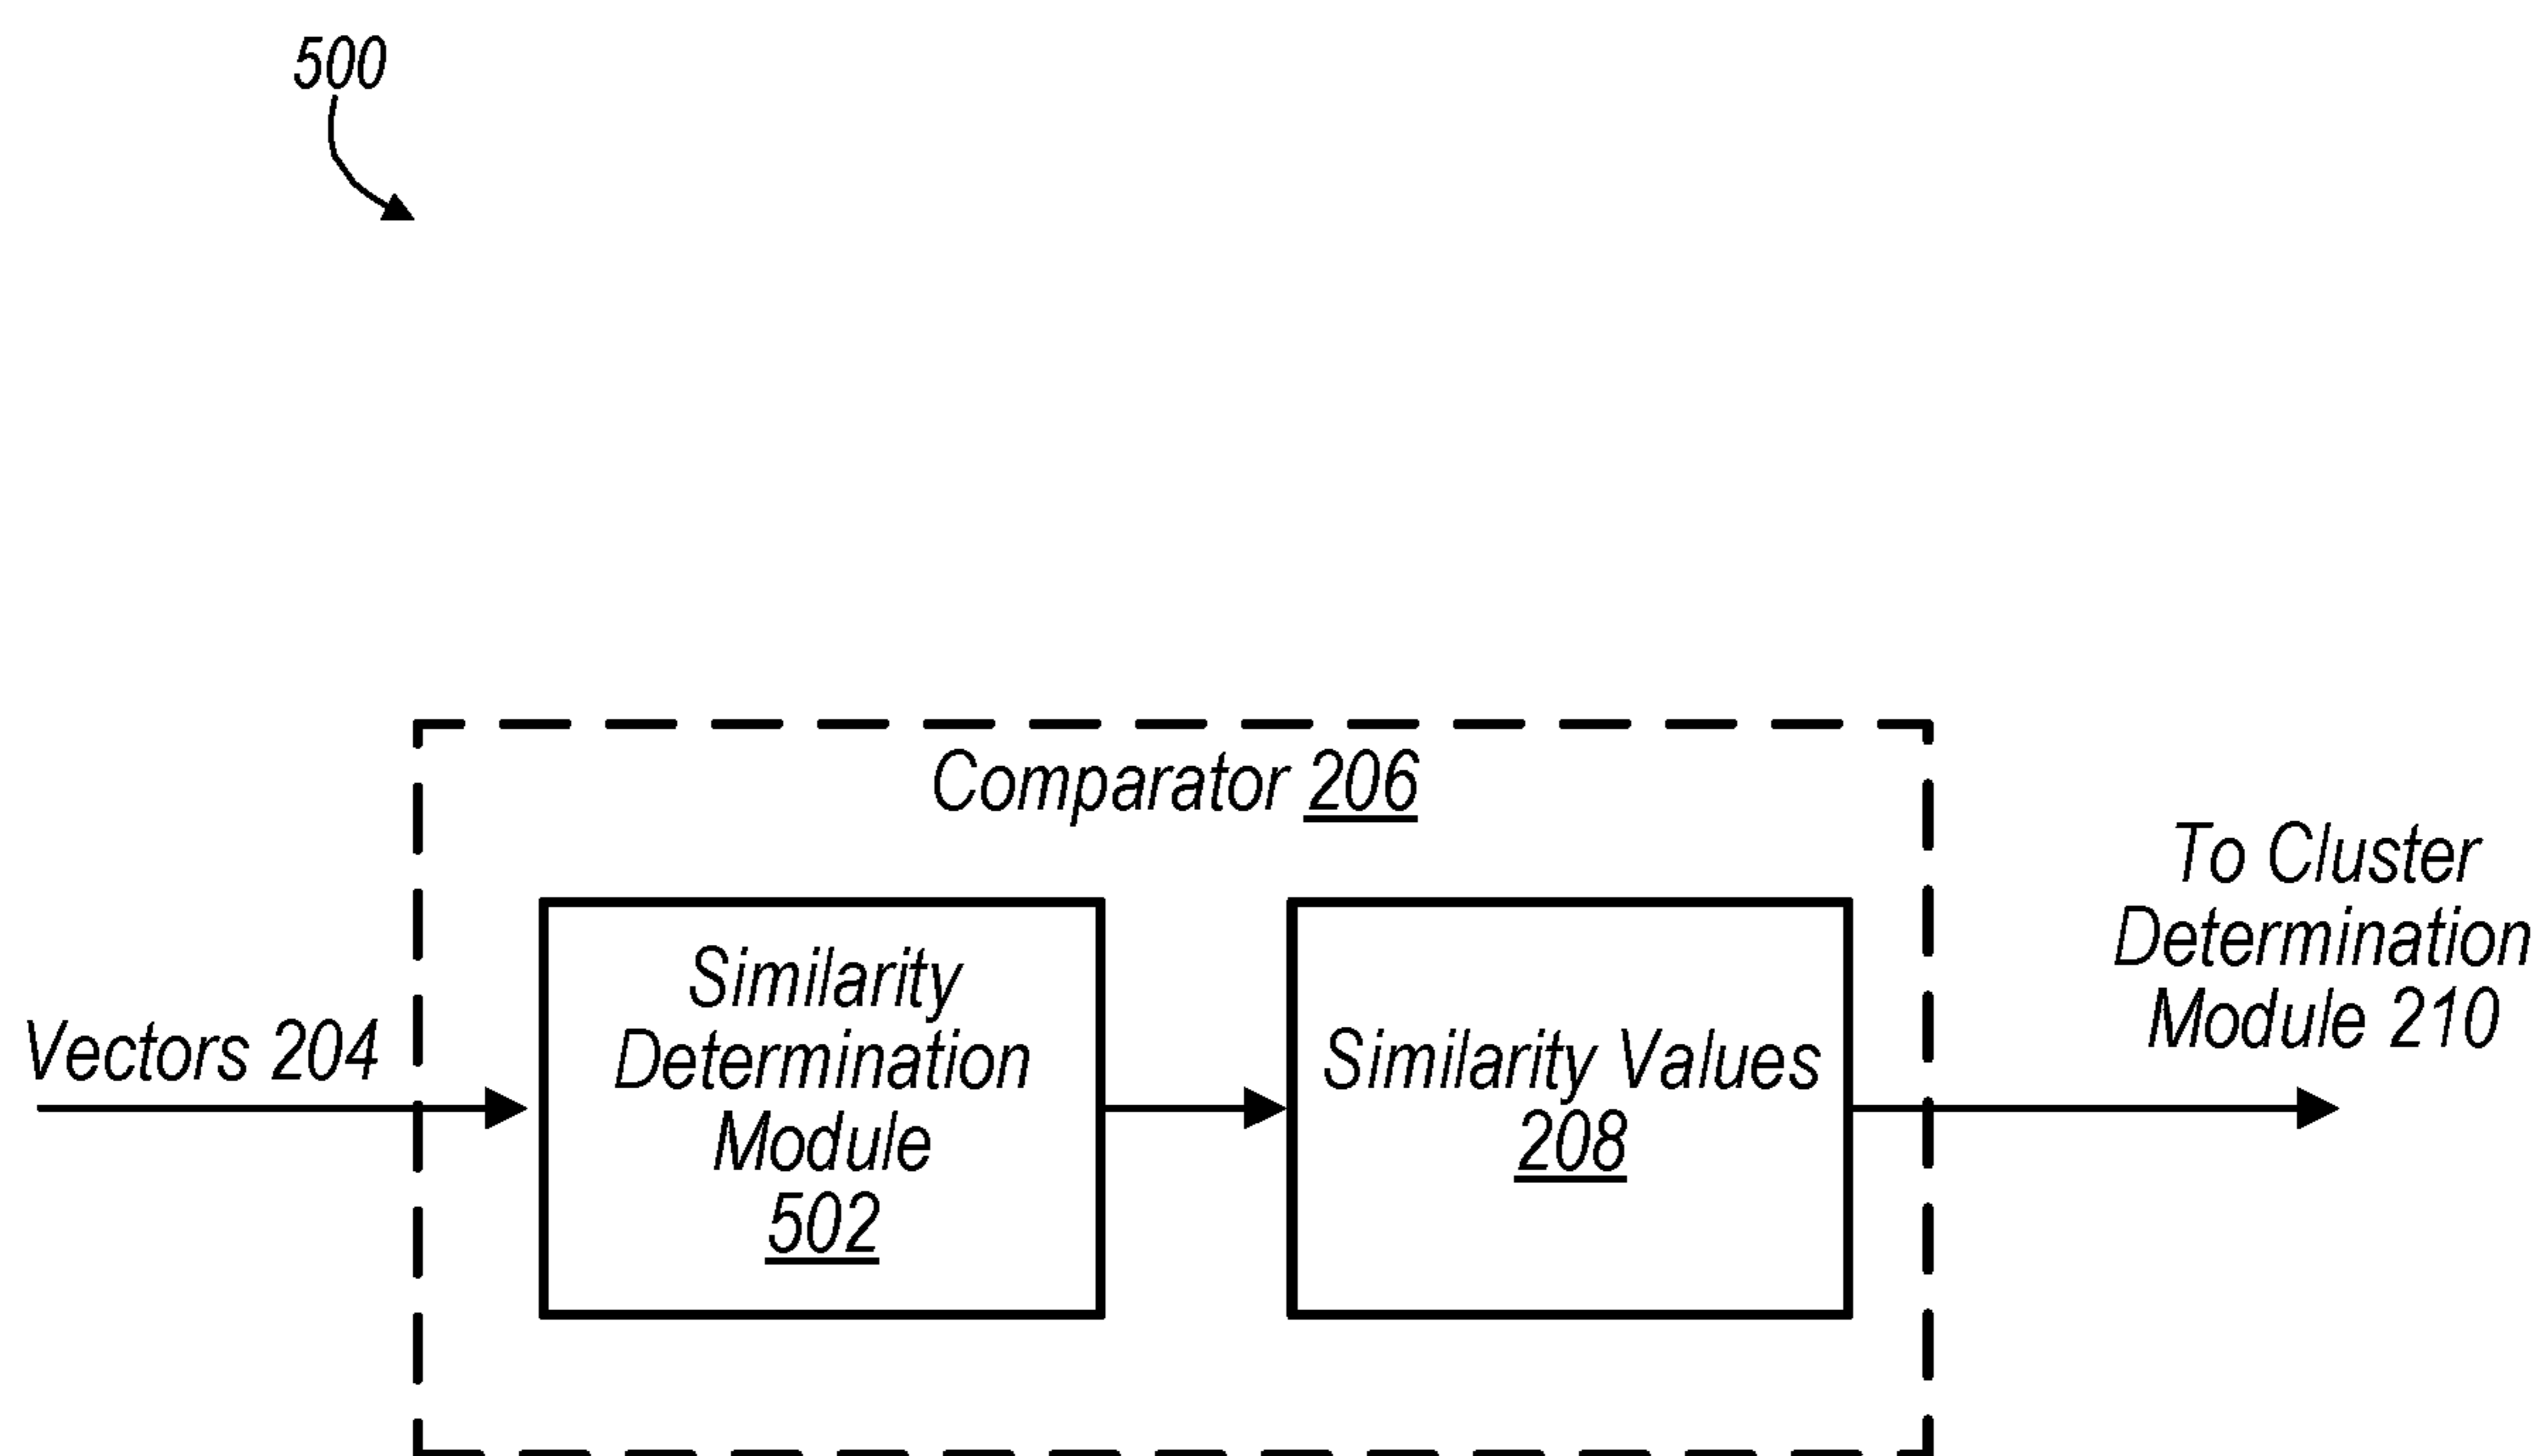 500
Comparator 206
To Cluster
Determination
Module 210
Vectors 204
Similarity
Determination
Module
502
Similarity Values
208